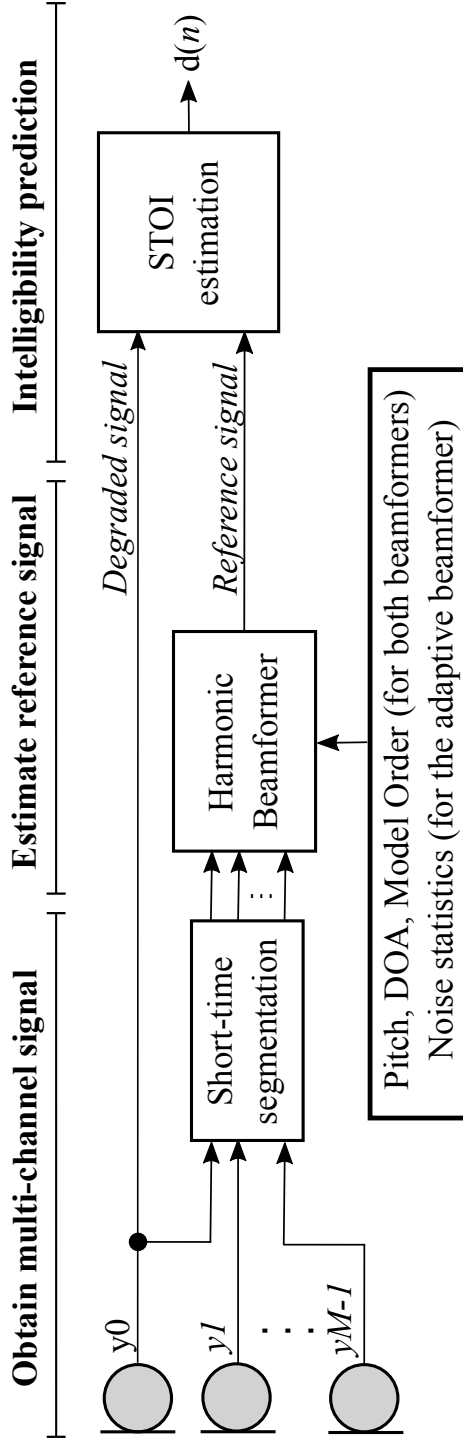 Obtain multi-channel signal
Estimate reference signal
Intelligibility prediction
y0
y1
. . . .
yM-1
Short-time
segmentation
...
Harmonic
Beamformer
Degraded signal
Reference signal
STOI
estimation
d(n)
Pitch, DOA, Model Order (for both beamformers)
Noise statistics (for the adaptive beamformer)